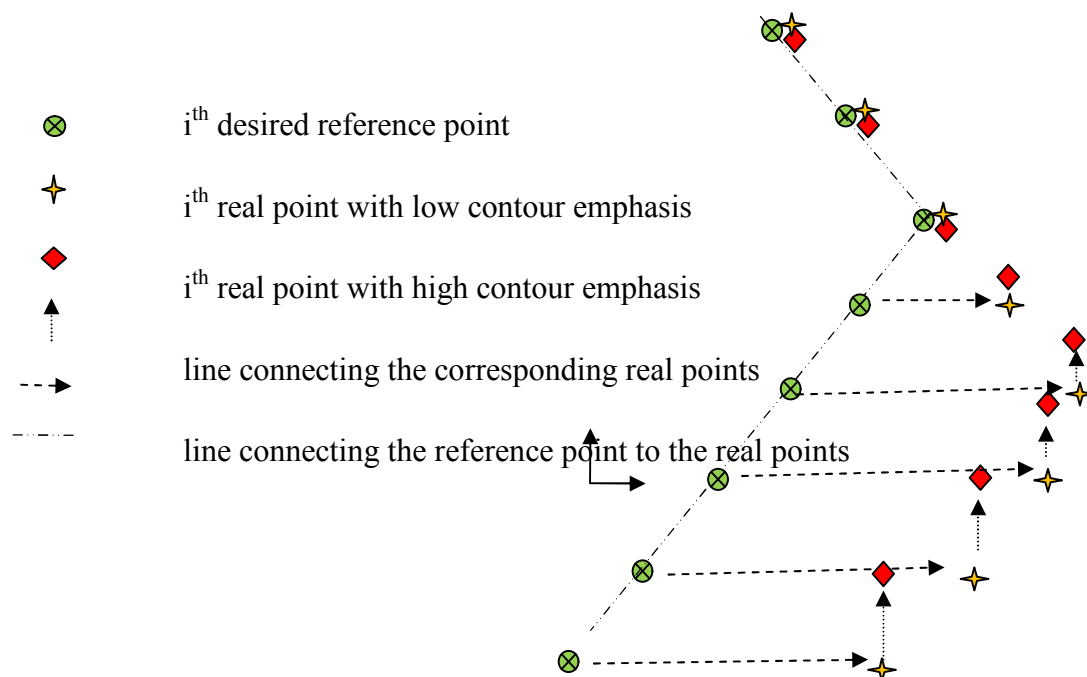 i^th desired reference point
i^th real point with low contour emphasis
i^th real point with high contour emphasis
line connecting the corresponding real points
line connecting the reference point to the real points